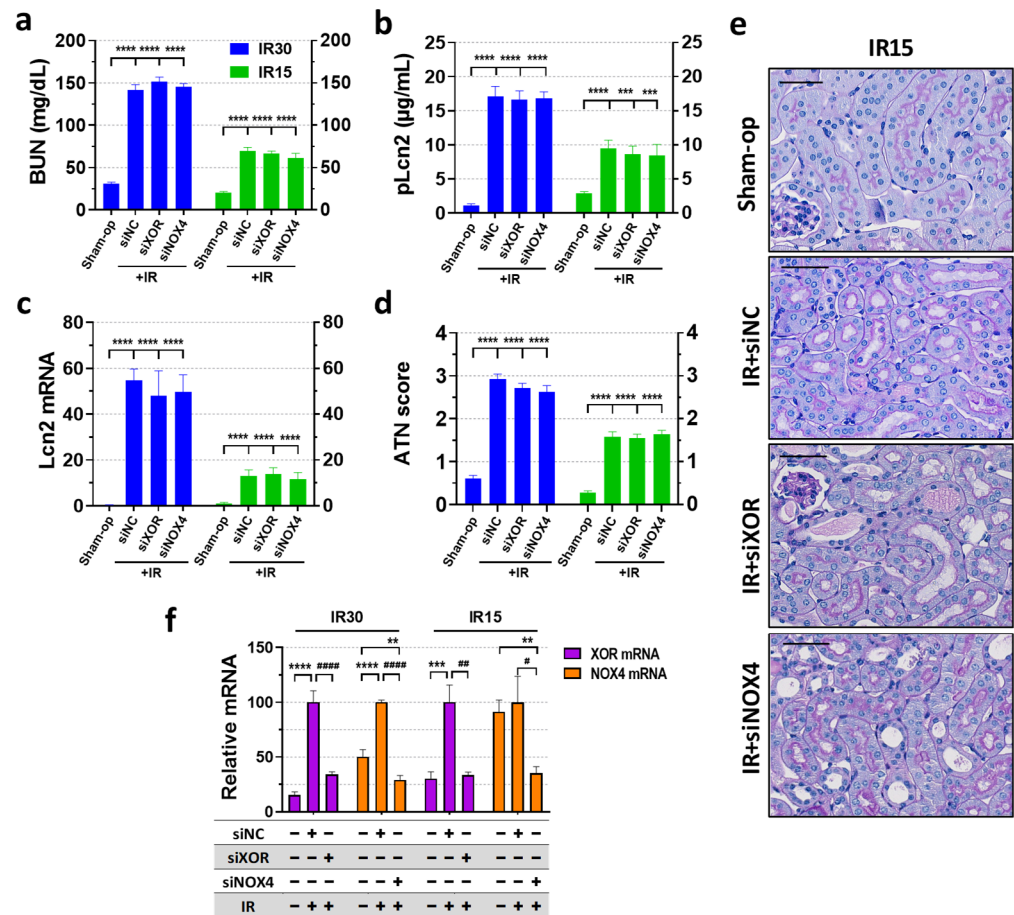 a
BUN (mg/dL)
200
150
100
50
0
200
150
100
50
0
**** **** ****
**** **** ****
IR30
IR15
Sham-op siNC siXOR siNOX4
Sham-op siNC siXOR siNOX4
+IR
+IR
b
pLcn2 (µg/mL)
25
20
15
10
5
0
25
20
15
10
5
0
**** **** ****
**** *** ***
Sham-op siNC siXOR siNOX4
Sham-op siNC siXOR siNOX4
+IR
+IR
c
Lcn2 mRNA
80
60
40
20
0
80
60
40
20
0
**** **** ****
**** **** ****
Sham-op siNC siXOR siNOX4
Sham-op siNC siXOR siNOX4
+IR
+IR
d
ATN score
4
3
2
1
0
4
3
2
1
0
**** **** ****
**** **** ****
Sham-op siNC siXOR siNOX4
Sham-op siNC siXOR siNOX4
+IR
+IR
e
IR15
Sham-op
IR+siNC
IR+siXOR
IR+siNOX4
f
IR30 IR15
XOR mRNA
NOX4 mRNA
Relative mRNA
150
100
50
0
** **
**** #### **** #### *** ## #
siNC − + − − + − − + − − + −
siXOR − − + − − − − − + − − −
siNOX4 − − − − − + − − − − − +
IR − + + − + + − + + − + +